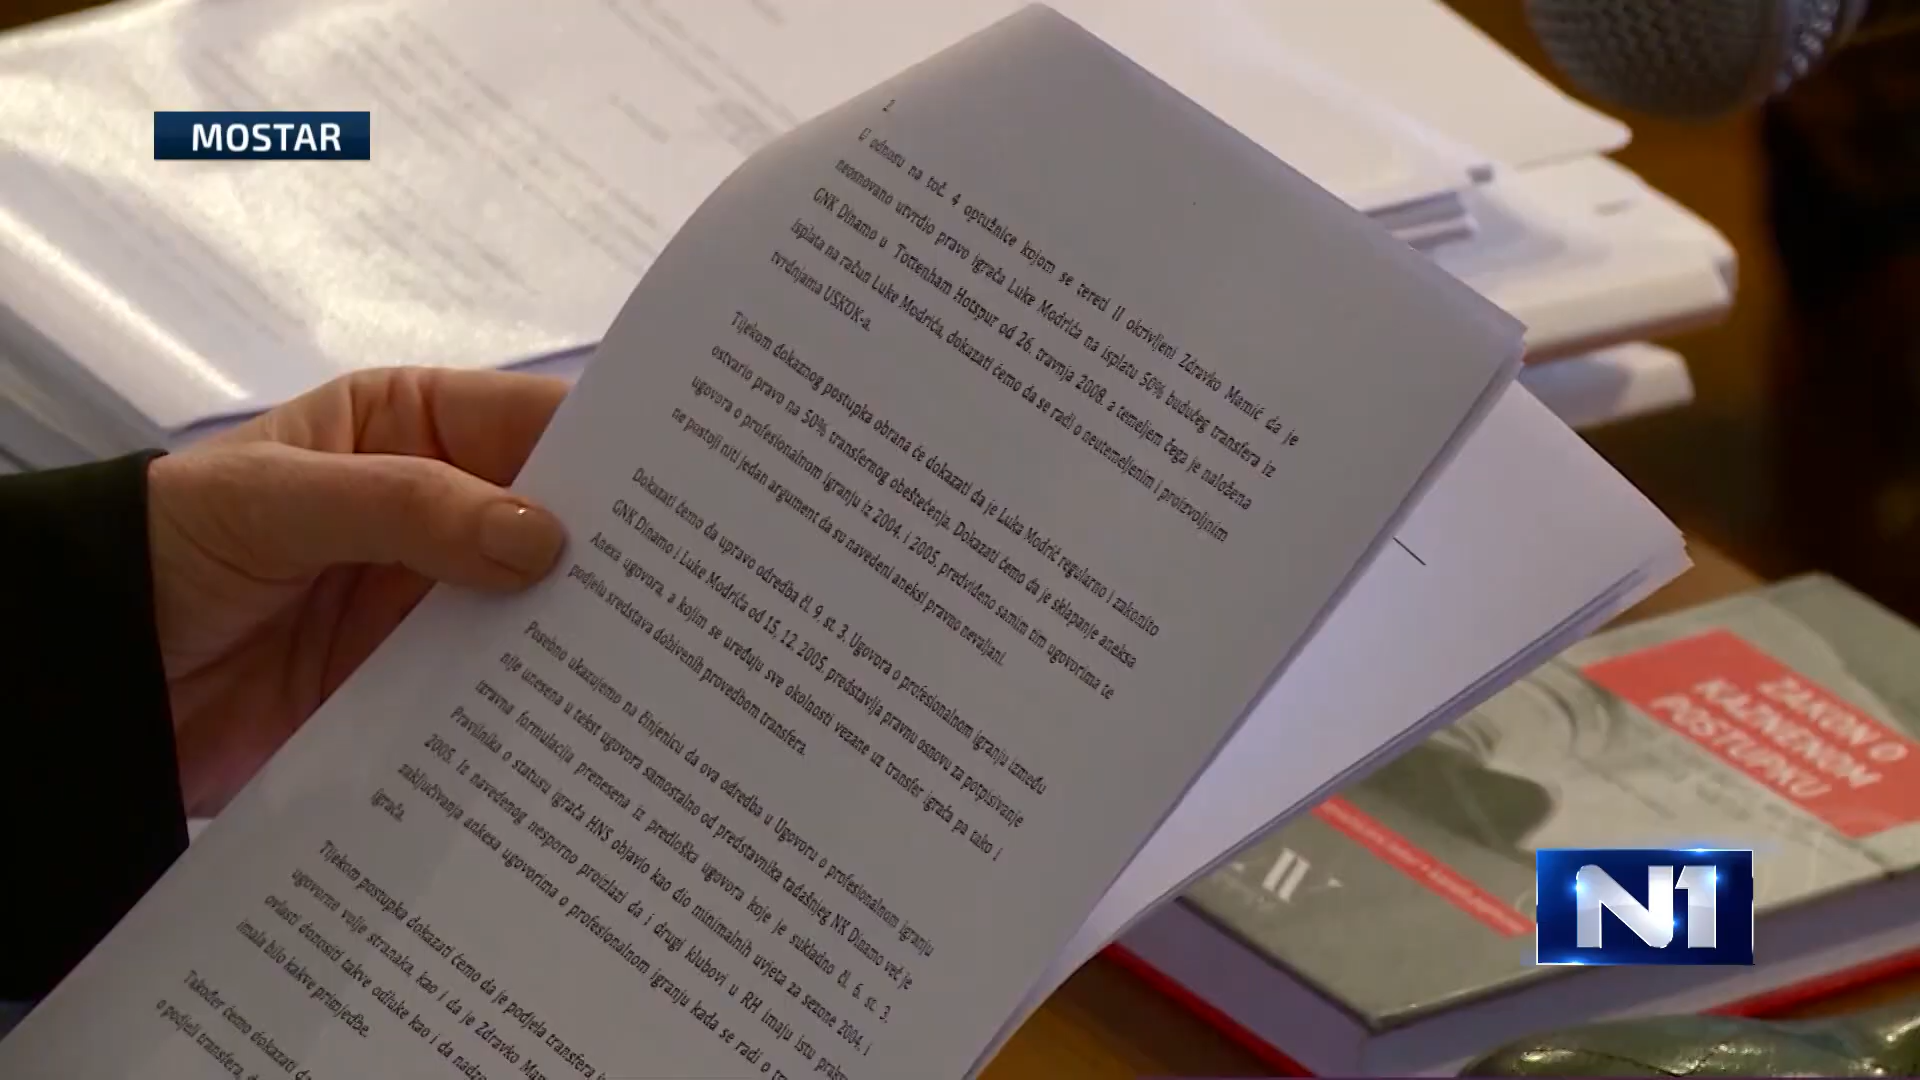 MOSTAR
2
U odnosu na toč. 4 optužnice kojom se tereti II okrivljeni Zdravko Mamić da je
neosnovano utvrdio pravo igrača Luke Modrića na isplatu 50% budućeg transfera iz
GNK Dinamo u Tottenham Hotspur od 26. travnja 2008. a temeljem čega je naložena
isplata na račun Luke Modrića, dokazati ćemo da se radi o neutemeljenim i proizvoljnim
tvrdnjama USKOK-a.
Tijekom dokaznog postupka obrana će dokazati da je Luka Modrić regularno i zakonito
ostvario pravo na 50% transfernog obeštećenja. Dokazati ćemo da je sklapanje aneksa
ugovora o profesionalnom igranju iz 2004. i 2005. predviđeno samim tim ugovorima te
ne postoji niti jedan argument da su navedeni aneksi pravno nevaljani.
Dokazati ćemo da upravo odredba čl. 9. st. 3. Ugovora o profesionalnom igranju između
GNK Dinamo i Luke Modrića od 15. 12. 2005. predstavlja pravnu osnovu za potpisivanje
Anexa ugovora, a kojim se uređuju sve okolnosti vezane uz transfer igrača pa tako i
podjela sredstava dobivenih provedbom transfera.
Posebno ukazujemo na činjenicu da ova odredba u Ugovoru o profesionalnom igranju
nije unesena u tekst ugovora samostalno od predstavnika tadašnjeg NK Dinamo već je
izravna formulacija prenesena iz predloška ugovora koje je sukladno čl. 6. st. 3.
Pravilnika o statusu igrača HNS objavio kao dio minimalnih uvjeta za sezone 2004. i
2005. Iz navedenog nesporno proizlazi da i drugi klubovi u RH imaju istu
zaključivanja ankesa ugovorima o profesionalnom igranju kada se radi o
igrača.
Tijekom postupka dokazati ćemo da je podjela transfera
ugovorne volje stranaka, kao i da je Zdravko
ovlasti donositi takve odluke kao i da
imala bilo kakve primjedbe.
Također ćemo dokazati
o podjeli transfera,
ZAKON O
KAZNENOM
POSTUPKU
N1